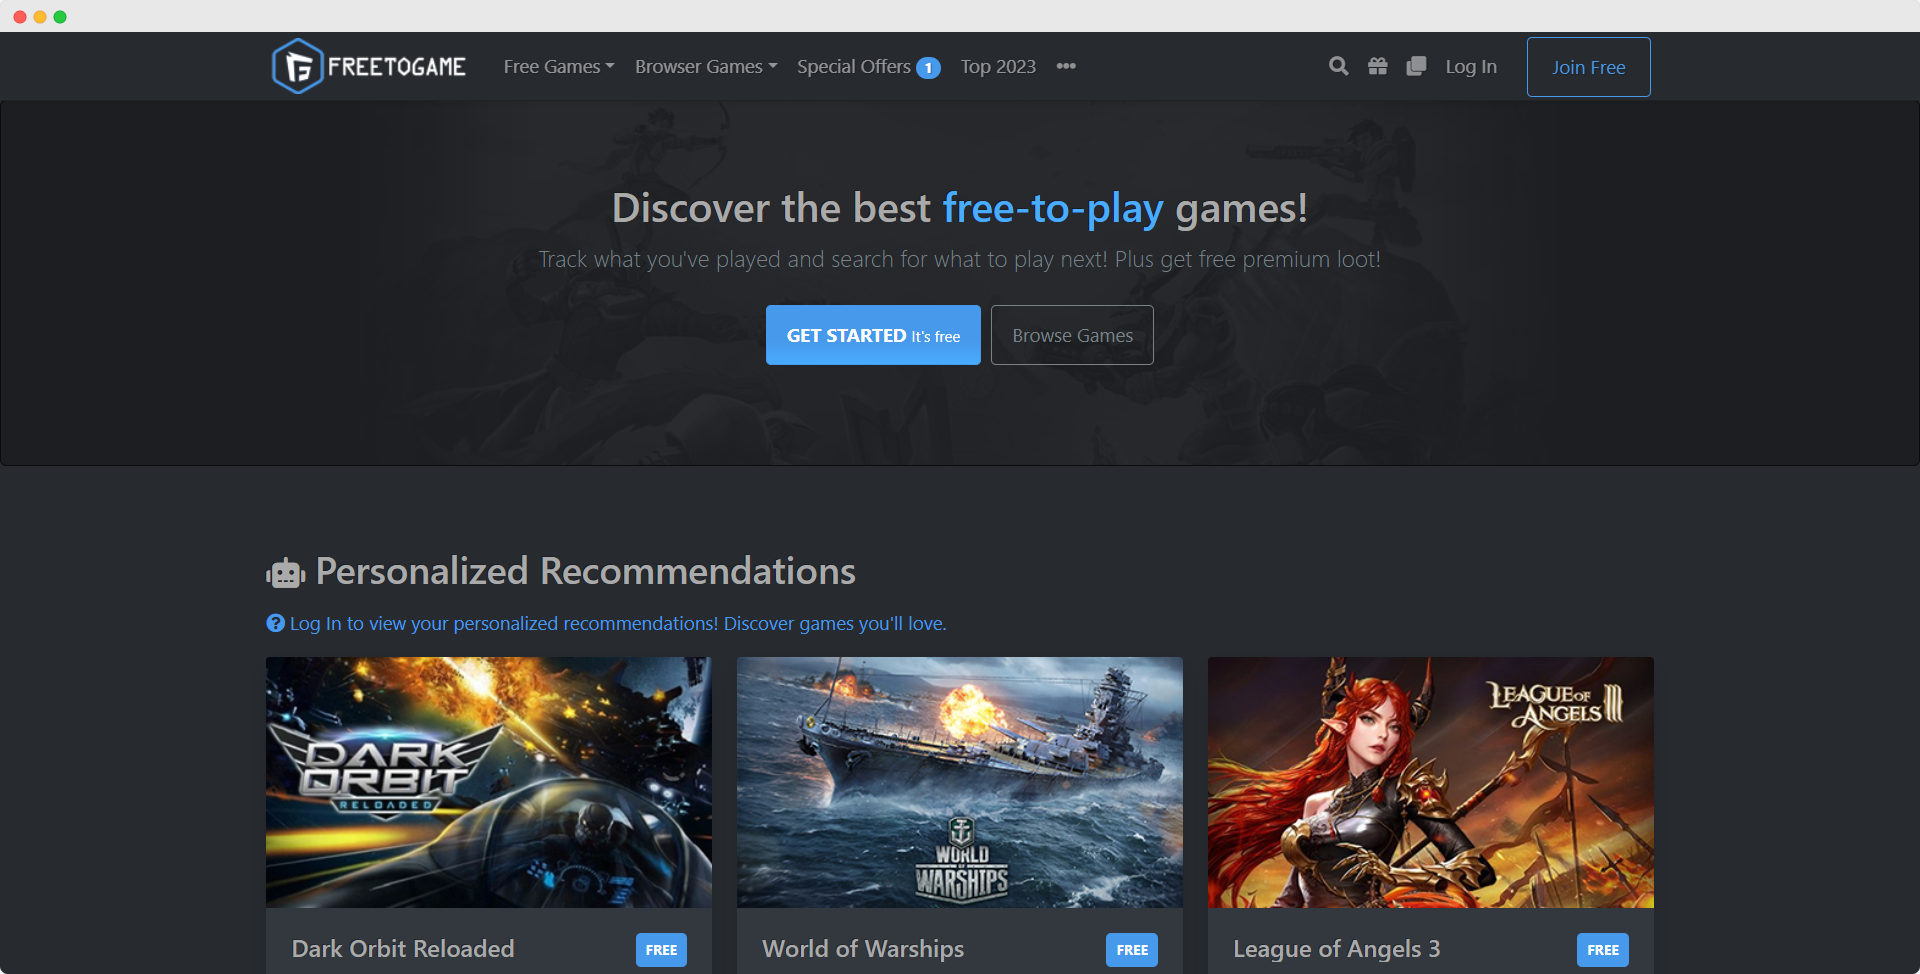 FREETOGAME
Free Games
Browser Games
Special Offers 1
Top 2023
Log In
Join Free
Discover the best free-to-play games!
Track what you've played and search for what to play next! Plus get free premium loot!
GET STARTED It's free
Browse Games
Personalized Recommendations
Log In to view your personalized recommendations! Discover games you'll love.
DARK
ORBIT
RELOADED
WORLD
OF
WARSHIPS
LEAGUE OF
ANGELS III
Dark Orbit Reloaded
FREE
World of Warships
FREE
League of Angels 3
FREE